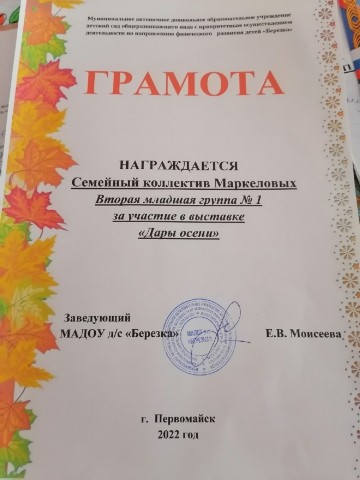 Муниципальное автономное дошкольное образовательное учреждение
детский сад общеразвивающего вида с приоритетным осуществлением
деятельности по направлению физического развития детей «Березка»
ГРАМОТА
НАГРАЖДАЕТСЯ
Семейный коллектив Маркеловых
Вторая младшая группа № 1
за участие в выставке
«Дары осени»
Заведующий
МАДОУ д/с «Березка» Е.В. Моисеева
г. Первомайск
2022 год